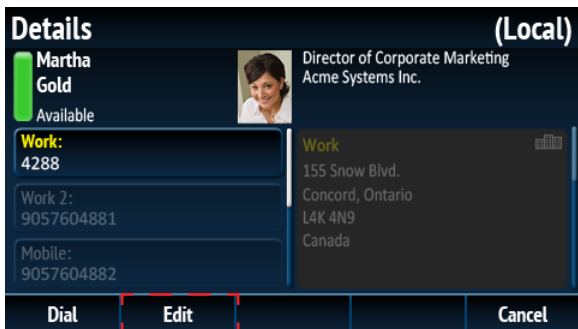 Details
(Local)
Martha
Gold
Available
Director of Corporate Marketing
Acme Systems Inc.
Work:
4288
Work 2:
9057604881
Mobile:
9057604882
Work
155 Snow Blvd.
Concord, Ontario
L4K 4N9
Canada
Dial
Edit
Cancel